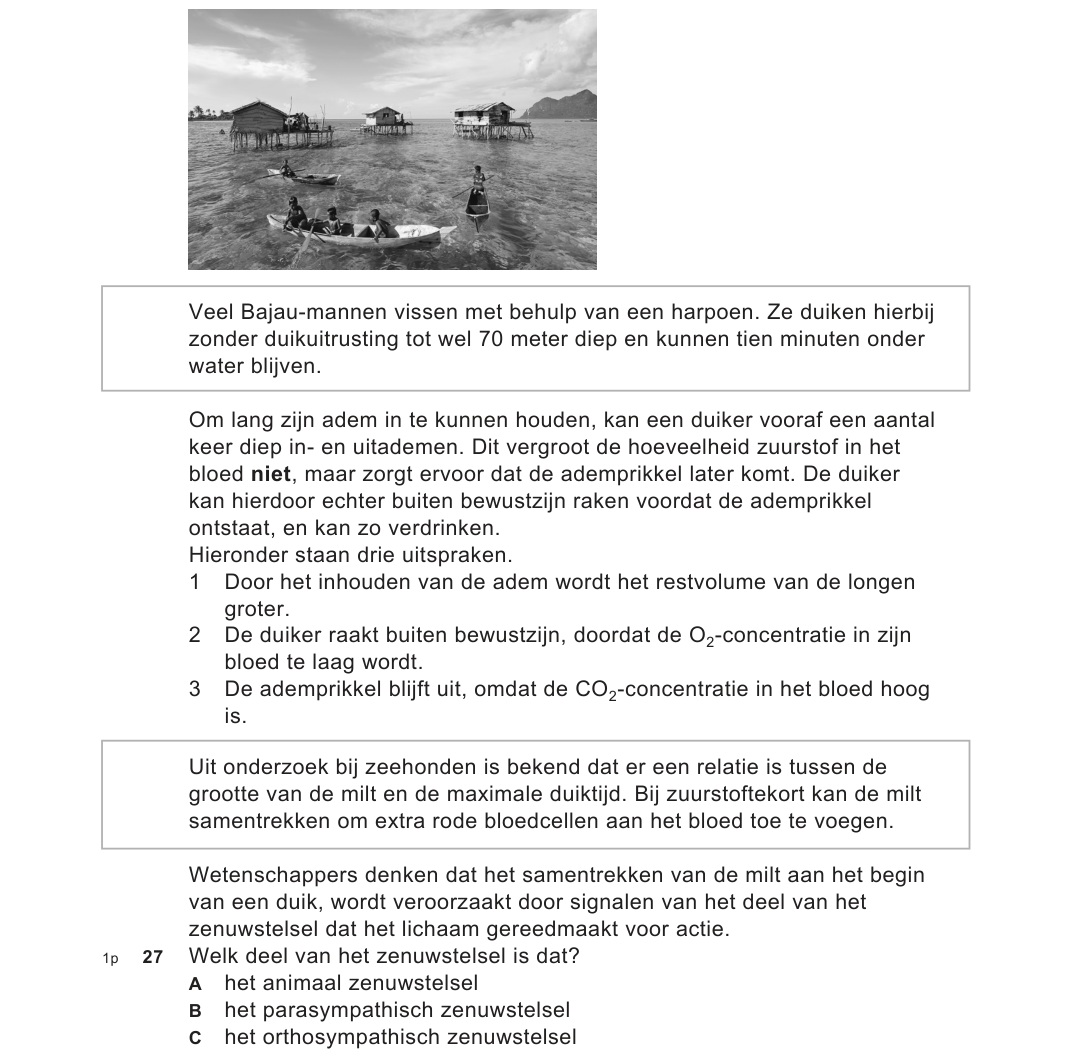 Veel Bajau-mannen vissen met behulp van een harpoen. Ze duiken hierbij
zonder duikuitrusting tot wel 70 meter diep en kunnen tien minuten onder
water blijven.
Om lang zijn adem in te kunnen houden, kan een duiker vooraf een aantal
keer diep in- en uitademen. Dit vergroot de hoeveelheid zuurstof in het
bloed niet, maar zorgt ervoor dat de ademprikkel later komt. De duiker
kan hierdoor echter buiten bewustzijn raken voordat de ademprikkel
ontstaat, en kan zo verdrinken.
Hieronder staan drie uitspraken.
1 Door het inhouden van de adem wordt het restvolume van de longen
groter.
2 De duiker raakt buiten bewustzijn, doordat de O₂-concentratie in zijn
bloed te laag wordt.
3 De ademprikkel blijft uit, omdat de CO₂-concentratie in het bloed hoog
is.
Uit onderzoek bij zeehonden is bekend dat er een relatie is tussen de
grootte van de milt en de maximale duiktijd. Bij zuurstoftekort kan de milt
samentrekken om extra rode bloedcellen aan het bloed toe te voegen.
Wetenschappers denken dat het samentrekken van de milt aan het begin
van een duik, wordt veroorzaakt door signalen van het deel van het
zenuwstelsel dat het lichaam gereedmaakt voor actie.
1p 27 Welk deel van het zenuwstelsel is dat?
A het animaal zenuwstelsel
B het parasympathisch zenuwstelsel
C het orthosympathisch zenuwstelsel